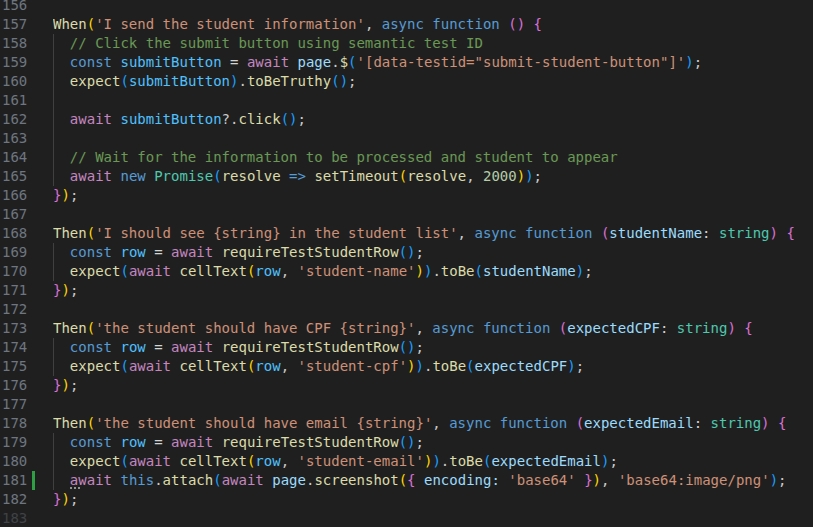 156
157 When('I send the student information', async function () {
158   // Click the submit button using semantic test ID
159   const submitButton = await page.$('[data-testid="submit-student-button"]');
160   expect(submitButton).toBeTruthy();
161
162   await submitButton?.click();
163
164   // Wait for the information to be processed and student to appear
165   await new Promise(resolve => setTimeout(resolve, 2000));
166 });
167
168 Then('I should see {string} in the student list', async function (studentName: string) {
169   const row = await requireTestStudentRow();
170   expect(await cellText(row, 'student-name')).toBe(studentName);
171 });
172
173 Then('the student should have CPF {string}', async function (expectedCPF: string) {
174   const row = await requireTestStudentRow();
175   expect(await cellText(row, 'student-cpf')).toBe(expectedCPF);
176 });
177
178 Then('the student should have email {string}', async function (expectedEmail: string) {
179   const row = await requireTestStudentRow();
180   expect(await cellText(row, 'student-email')).toBe(expectedEmail);
181   await this.attach(await page.screenshot({ encoding: 'base64' }), 'base64:image/png');
182 });
183